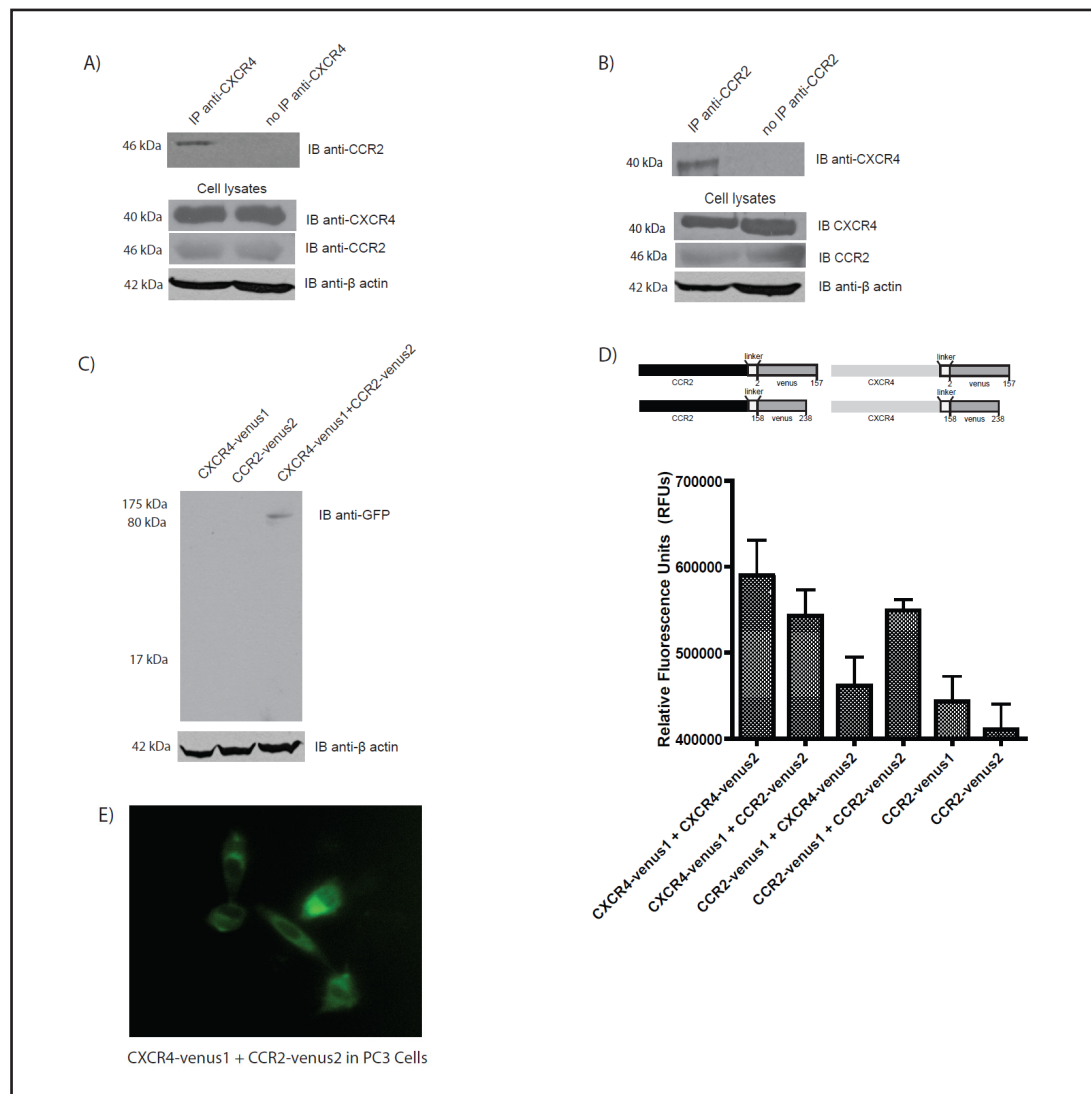 A)
IP anti-CXCR4
no IP anti-CXCR4
46 kDa
IB anti-CCR2
Cell lysates
40 kDa
IB anti-CXCR4
46 kDa
IB anti-CCR2
42 kDa
IB anti-β actin
B)
IP anti-CCR2
no IP anti-CCR2
40 kDa
IB anti-CXCR4
Cell lysates
40 kDa
IB CXCR4
46 kDa
IB CCR2
42 kDa
IB anti-β actin
C)
CXCR4-venus1
CCR2-venus2
CXCR4-venus1+CCR2-venus2
175 kDa
80 kDa
IB anti-GFP
17 kDa
42 kDa
IB anti-β actin
D)
linker
CCR2 2 venus 157
linker
CXCR4 2 venus 157
linker
CCR2 158 venus 238
linker
CXCR4 158 venus 238
Relative Fluorescence Units (RFUs)
700000
600000
500000
400000
CXCR4-venus1 + CXCR4-venus2
CXCR4-venus1 + CCR2-venus2
CCR2-venus1 + CXCR4-venus2
CCR2-venus1 + CCR2-venus2
CCR2-venus1
CCR2-venus2
E)
CXCR4-venus1 + CCR2-venus2 in PC3 Cells